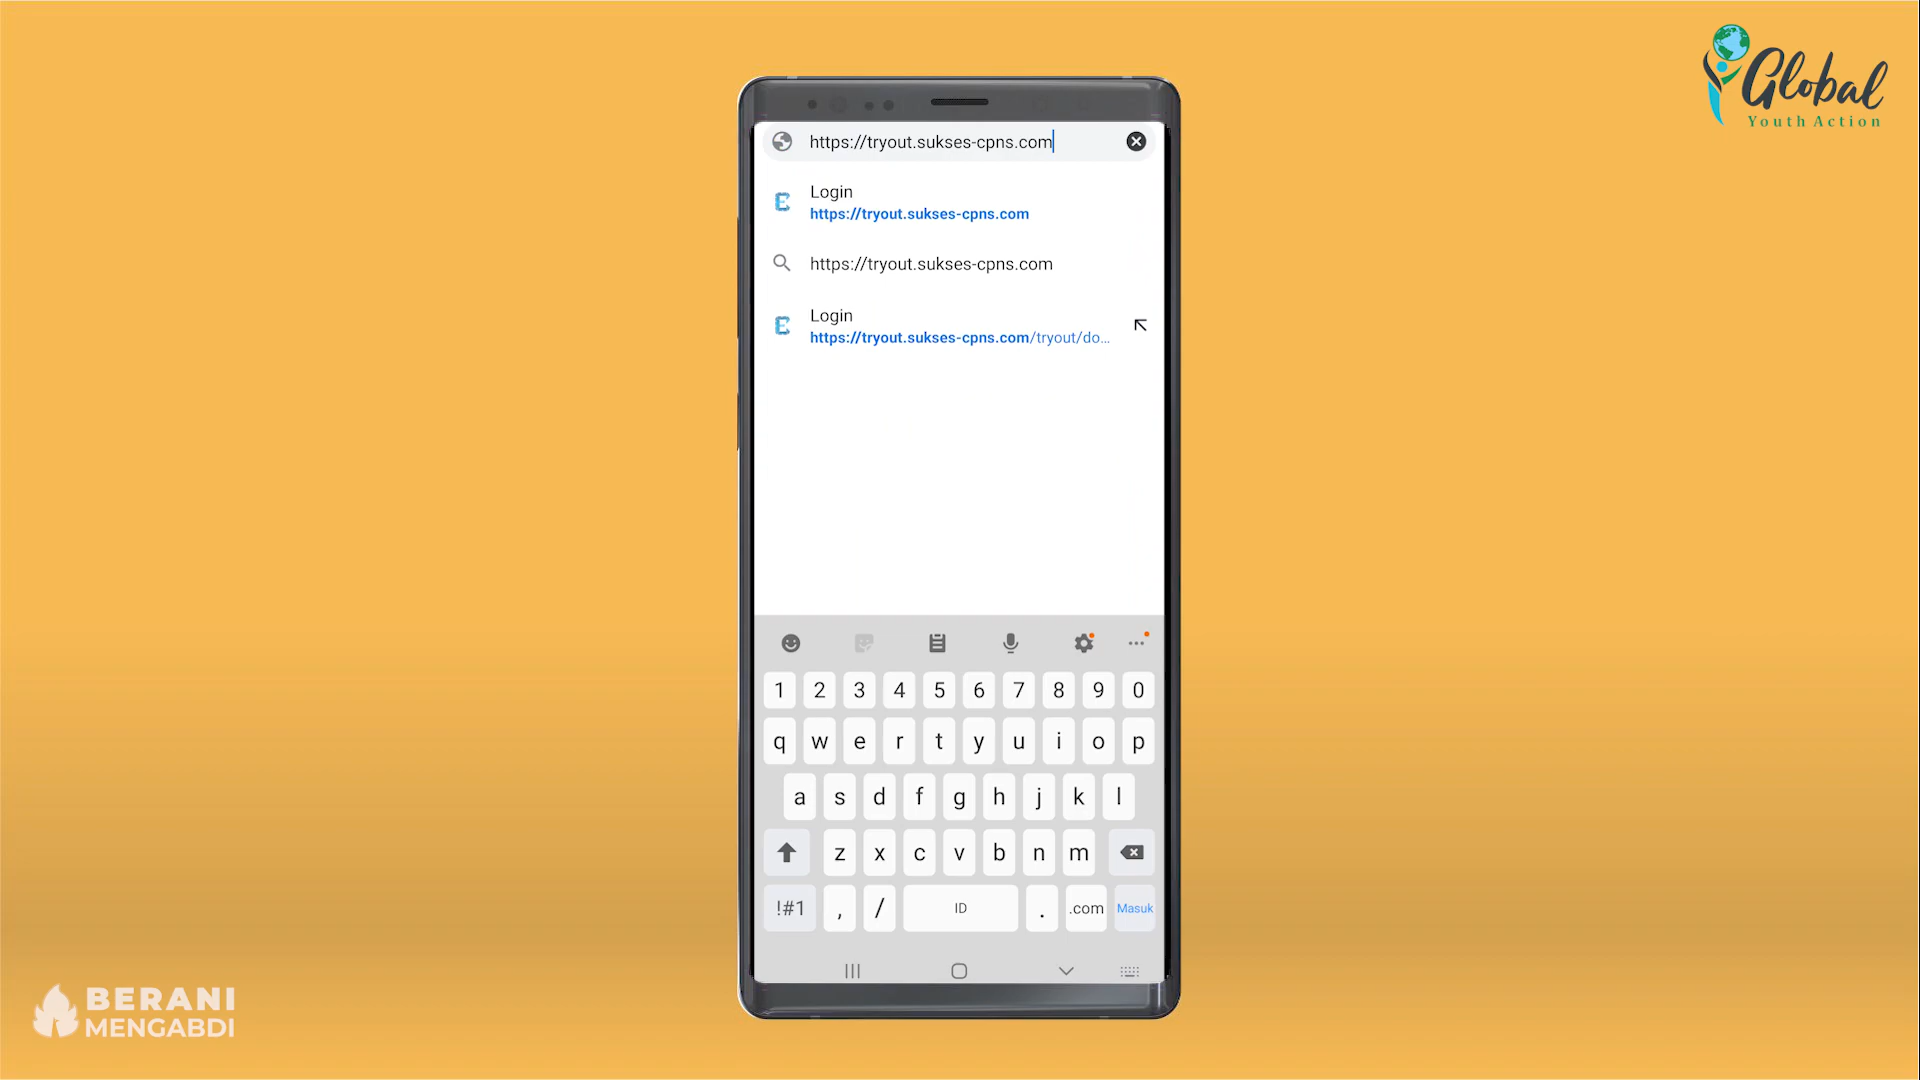 Global
Youth Action
https://tryout.sukses-cpns.com
Login
https://tryout.sukses-cpns.com
https://tryout.sukses-cpns.com
Login
https://tryout.sukses-cpns.com/tryout/do...
1 2 3 4 5 6 7 8 9 0
q w e r t y u i o p
a s d f g h j k l
z x c v b n m
!#1 , / ID . .com Masuk
BERANI
MENGABDI